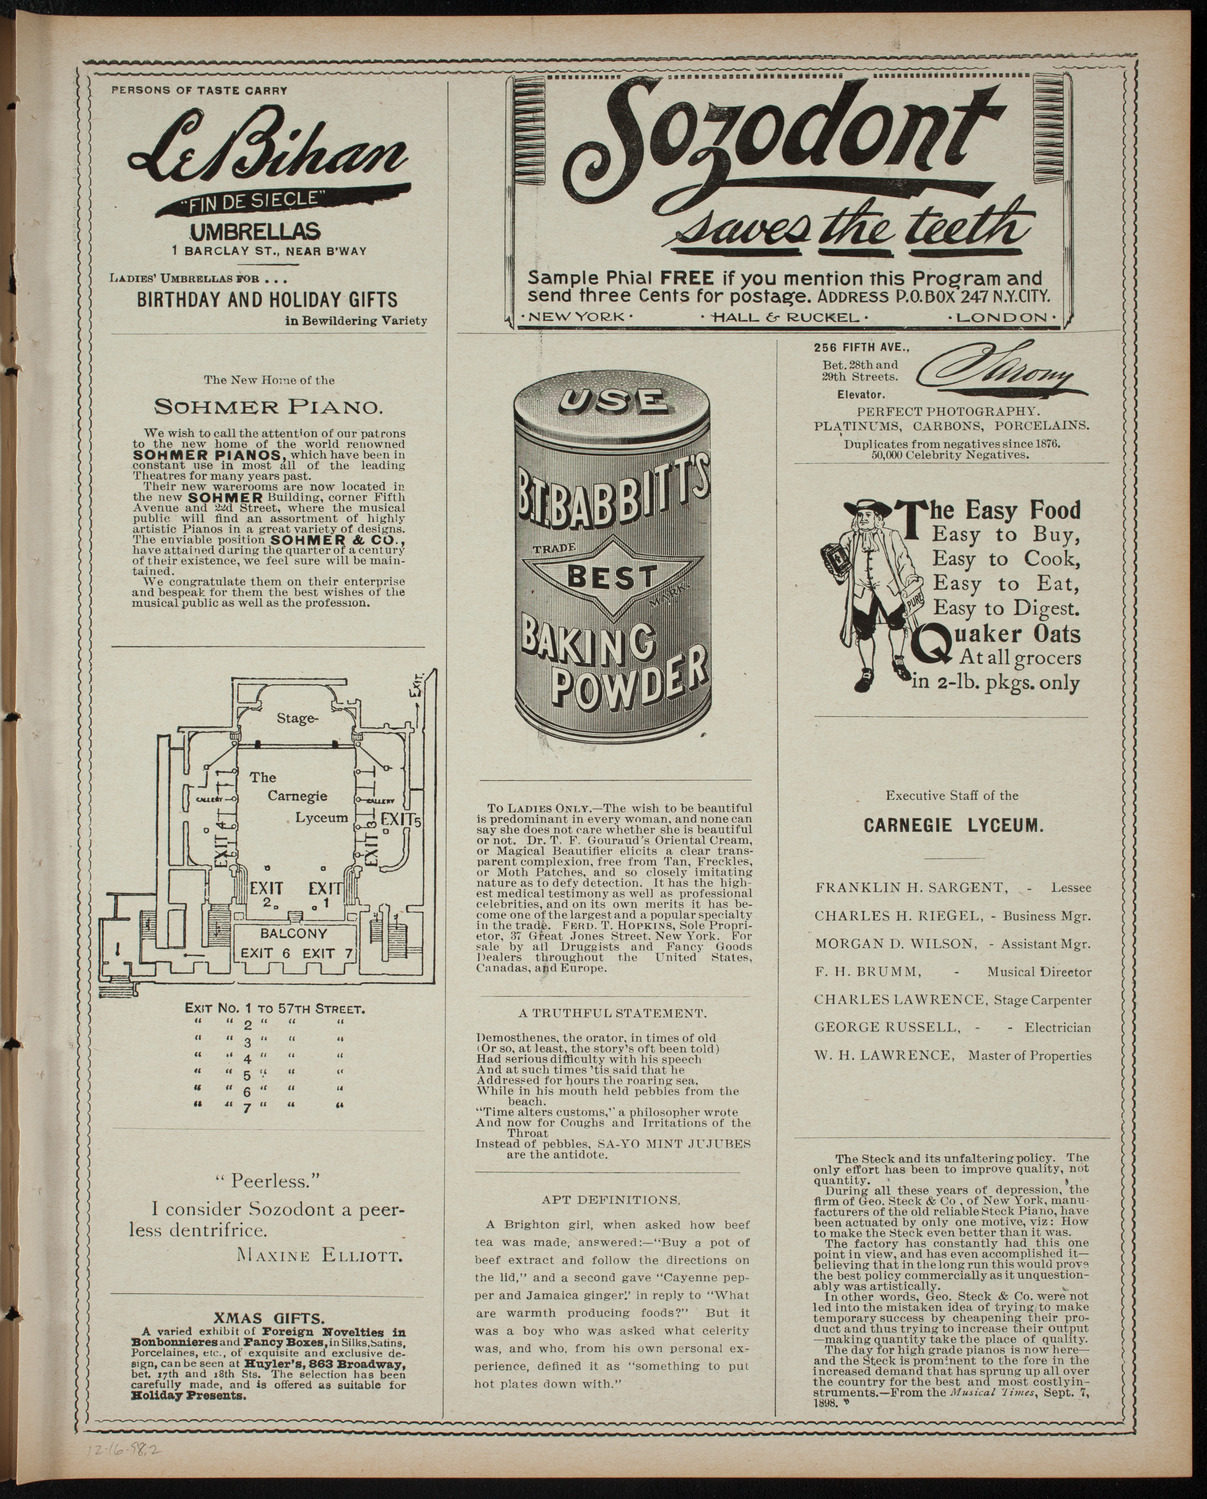 PERSONS OF TASTE CARRY
Le Bihan
"FIN DE SIECLE"
UMBRELLAS
1 BARCLAY ST., NEAR B'WAY
LADIES' UMBRELLAS FOR . . .
BIRTHDAY AND HOLIDAY GIFTS
in Bewildering Variety
Sozodont
saves the teeth
Sample Phial FREE if you mention this Program and
send three Cents for postage. ADDRESS P.O. BOX 247 N.Y. CITY.
· NEW YORK · · HALL & RUCKEL · · LONDON ·
The New Home of the
SOHMER PIANO.
We wish to call the attention of our patrons
to the new home of the world renowned
SOHMER PIANOS, which have been in
constant use in most all of the leading
Theatres for many years past.
Their new warerooms are now located in
the new SOHMER Building, corner Fifth
Avenue and 22d Street, where the musical
public will find an assortment of highly
artistic Pianos in a great variety of designs.
The enviable position SOHMER & CO.,
have attained during the quarter of a century
of their existence, we feel sure will be main-
tained.
We congratulate them on their enterprise
and bespeak for them the best wishes of the
musical public as well as the profession.
EXIT
Stage
The
Carnegie
Lyceum
GALLERY
GALLERY
EXIT 4
EXIT 3
EXIT 5
EXIT 2
EXIT 1
BALCONY
EXIT 6 EXIT 7
EXIT NO. 1 TO 57TH STREET.
" " 2 " " "
" " 3 " " "
" " 4 " " "
" " 5 " " "
" " 6 " " "
" " 7 " " "
" Peerless."
I consider Sozodont a peer-
less dentrifrice.
MAXINE ELLIOTT.
XMAS GIFTS.
A varied exhibit of Foreign Novelties in
Bonbonnieres and Fancy Boxes, in Silks, Satins,
Porcelaines, etc., of exquisite and exclusive de-
sign, can be seen at Huyler's, 863 Broadway,
bet. 17th and 18th Sts. The selection has been
carefully made, and is offered as suitable for
Holiday Presents.
USE
B.T. BABBITT'S
TRADE
BEST
MARK.
BAKING
POWDER
TO LADIES ONLY.—The wish to be beautiful
is predominant in every woman, and none can
say she does not care whether she is beautiful
or not. Dr. T. F. Gouraud's Oriental Cream,
or Magical Beautifier elicits a clear trans-
parent complexion, free from Tan, Freckles,
or Moth Patches, and so closely imitating
nature as to defy detection. It has the high-
est medical testimony as well as professional
celebrities, and on its own merits it has be-
come one of the largest and a popular specialty
in the trade. FERD. T. HOPKINS, Sole Propri-
etor, 37 Great Jones Street, New York. For
sale by all Druggists and Fancy Goods
Dealers throughout the United States,
Canadas, and Europe.
A TRUTHFUL STATEMENT.
Demosthenes, the orator, in times of old
(Or so, at least, the story's oft been told)
Had serious difficulty with his speech
And at such times 'tis said that he
Addressed for hours the roaring sea,
While in his mouth held pebbles from the
beach.
"Time alters customs," a philosopher wrote
And now for Coughs and Irritations of the
Throat
Instead of pebbles, SA-YO MINT JUJUBES
are the antidote.
APT DEFINITIONS.
A Brighton girl, when asked how beef
tea was made, answered:—"Buy a pot of
beef extract and follow the directions on
the lid," and a second gave "Cayenne pep-
per and Jamaica ginger," in reply to "What
are warmth producing foods?" But it
was a boy who was asked what celerity
was, and who, from his own personal ex-
perience, defined it as "something to put
hot plates down with."
256 FIFTH AVE.,
Bet. 28th and
29th Streets.
Elevator.
Sarony
PERFECT PHOTOGRAPHY.
PLATINUMS, CARBONS, PORCELAINS.
Duplicates from negatives since 1876.
50,000 Celebrity Negatives.
PURE
The Easy Food
Easy to Buy,
Easy to Cook,
Easy to Eat,
Easy to Digest.
Quaker Oats
At all grocers
in 2-lb. pkgs. only
Executive Staff of the
CARNEGIE LYCEUM.
FRANKLIN H. SARGENT, - Lessee
CHARLES H. RIEGEL, - Business Mgr.
MORGAN D. WILSON, - Assistant Mgr.
F. H. BRUMM, - Musical Director
CHARLES LAWRENCE, Stage Carpenter
GEORGE RUSSELL, - - Electrician
W. H. LAWRENCE, Master of Properties
The Steck and its unfaltering policy. The
only effort has been to improve quality, not
quantity.
During all these years of depression, the
firm of Geo. Steck & Co., of New York, manu-
facturers of the old reliable Steck Piano, have
been actuated by only one motive, viz: How
to make the Steck even better than it was.
The factory has constantly had this one
point in view, and has even accomplished it—
believing that in the long run this would prove
the best policy commercially as it unquestion-
ably was artistically.
In other words, Geo. Steck & Co. were not
led into the mistaken idea of trying to make
temporary success by cheapening their pro-
duct and thus trying to increase their output
—making quantity take the place of quality.
The day for high grade pianos is now here—
and the Steck is prominent to the fore in the
increased demand that has sprung up all over
the country for the best and most costly in-
struments.—From the Musical Times, Sept. 7,
1898.
12-16-98,2